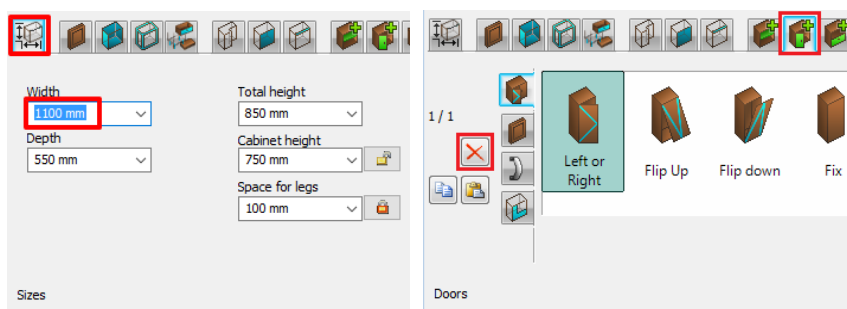 Width
1100 mm
Total height
850 mm
Depth
550 mm
Cabinet height
750 mm
Space for legs
100 mm
Sizes
1 / 1
Left or
Right
Flip Up
Flip down
Fix
Doors